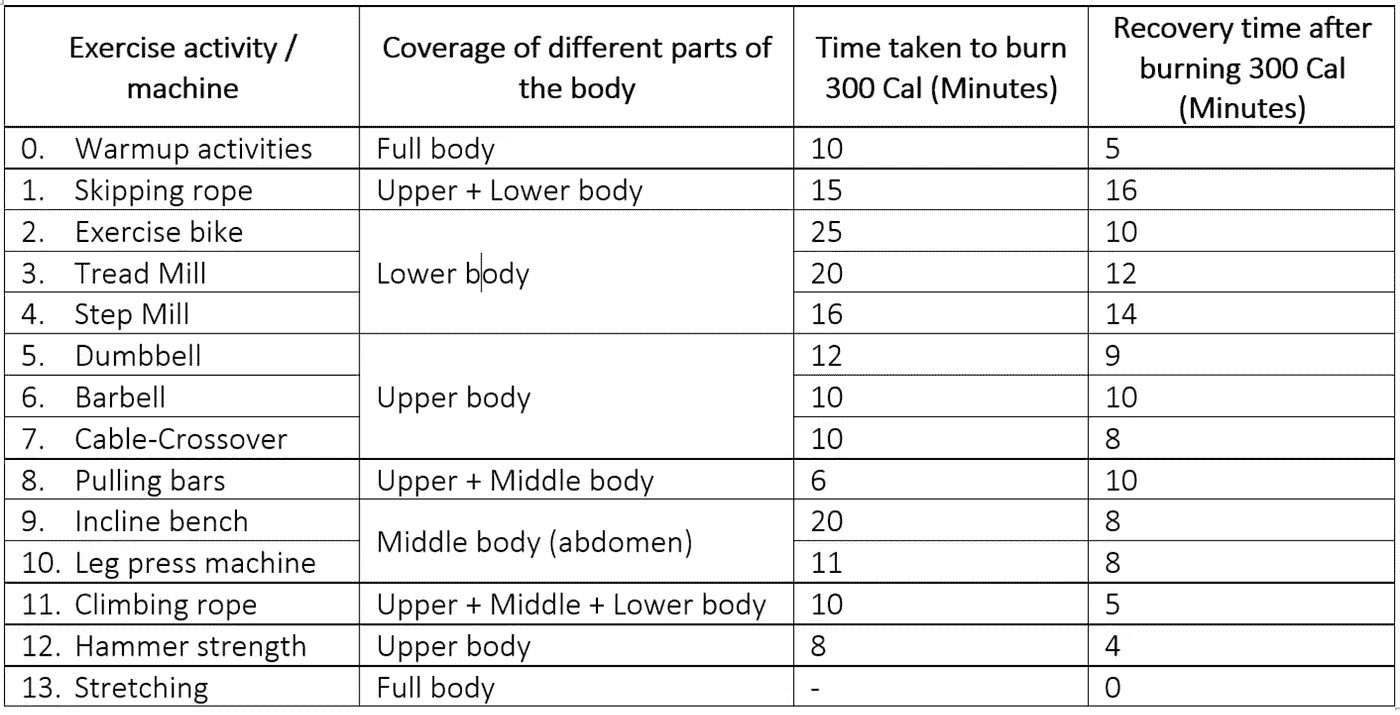 Exercise activity / machine | Coverage of different parts of the body | Time taken to burn 300 Cal (Minutes) | Recovery time after burning 300 Cal (Minutes)
0. Warmup activities | Full body | 10 | 5
1. Skipping rope | Upper + Lower body | 15 | 16
2. Exercise bike | Lower body | 25 | 10
3. Tread Mill | 20 | 12
4. Step Mill | 16 | 14
5. Dumbbell | Upper body | 12 | 9
6. Barbell | 10 | 10
7. Cable-Crossover | 10 | 8
8. Pulling bars | Upper + Middle body | 6 | 10
9. Incline bench | Middle body (abdomen) | 20 | 8
10. Leg press machine | 11 | 8
11. Climbing rope | Upper + Middle + Lower body | 10 | 5
12. Hammer strength | Upper body | 8 | 4
13. Stretching | Full body | - | 0